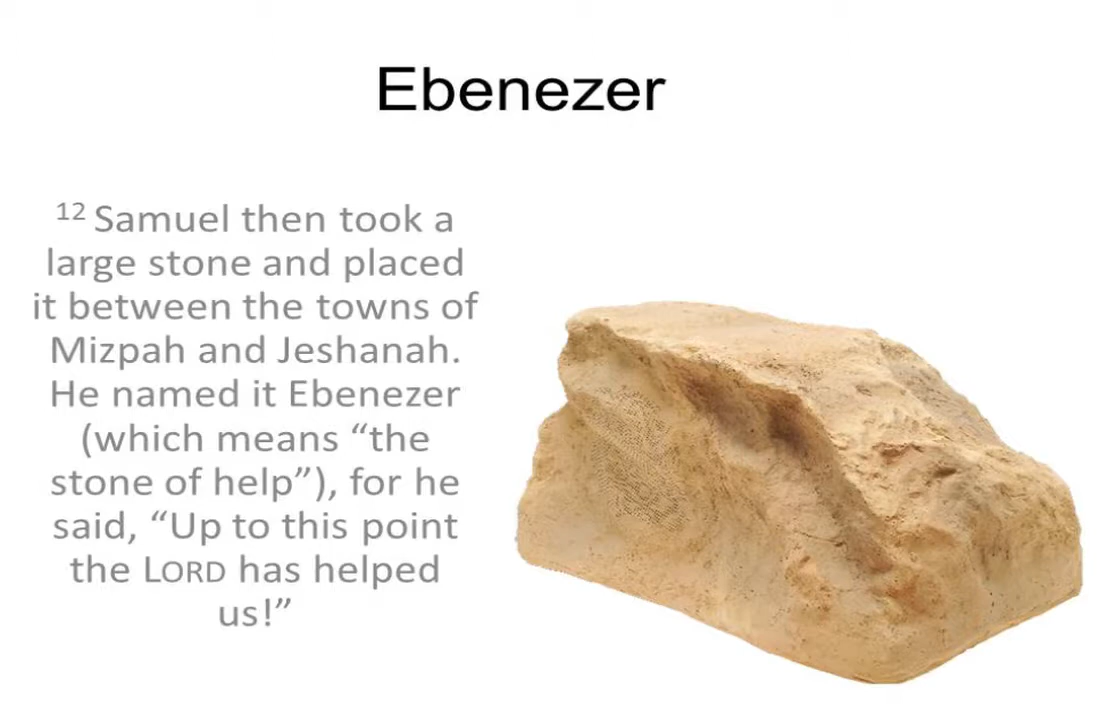 Ebenezer
12 Samuel then took a
large stone and placed
it between the towns of
Mizpah and Jeshanah.
He named it Ebenezer
(which means “the
stone of help”), for he
said, “Up to this point
the LORD has helped
us!”